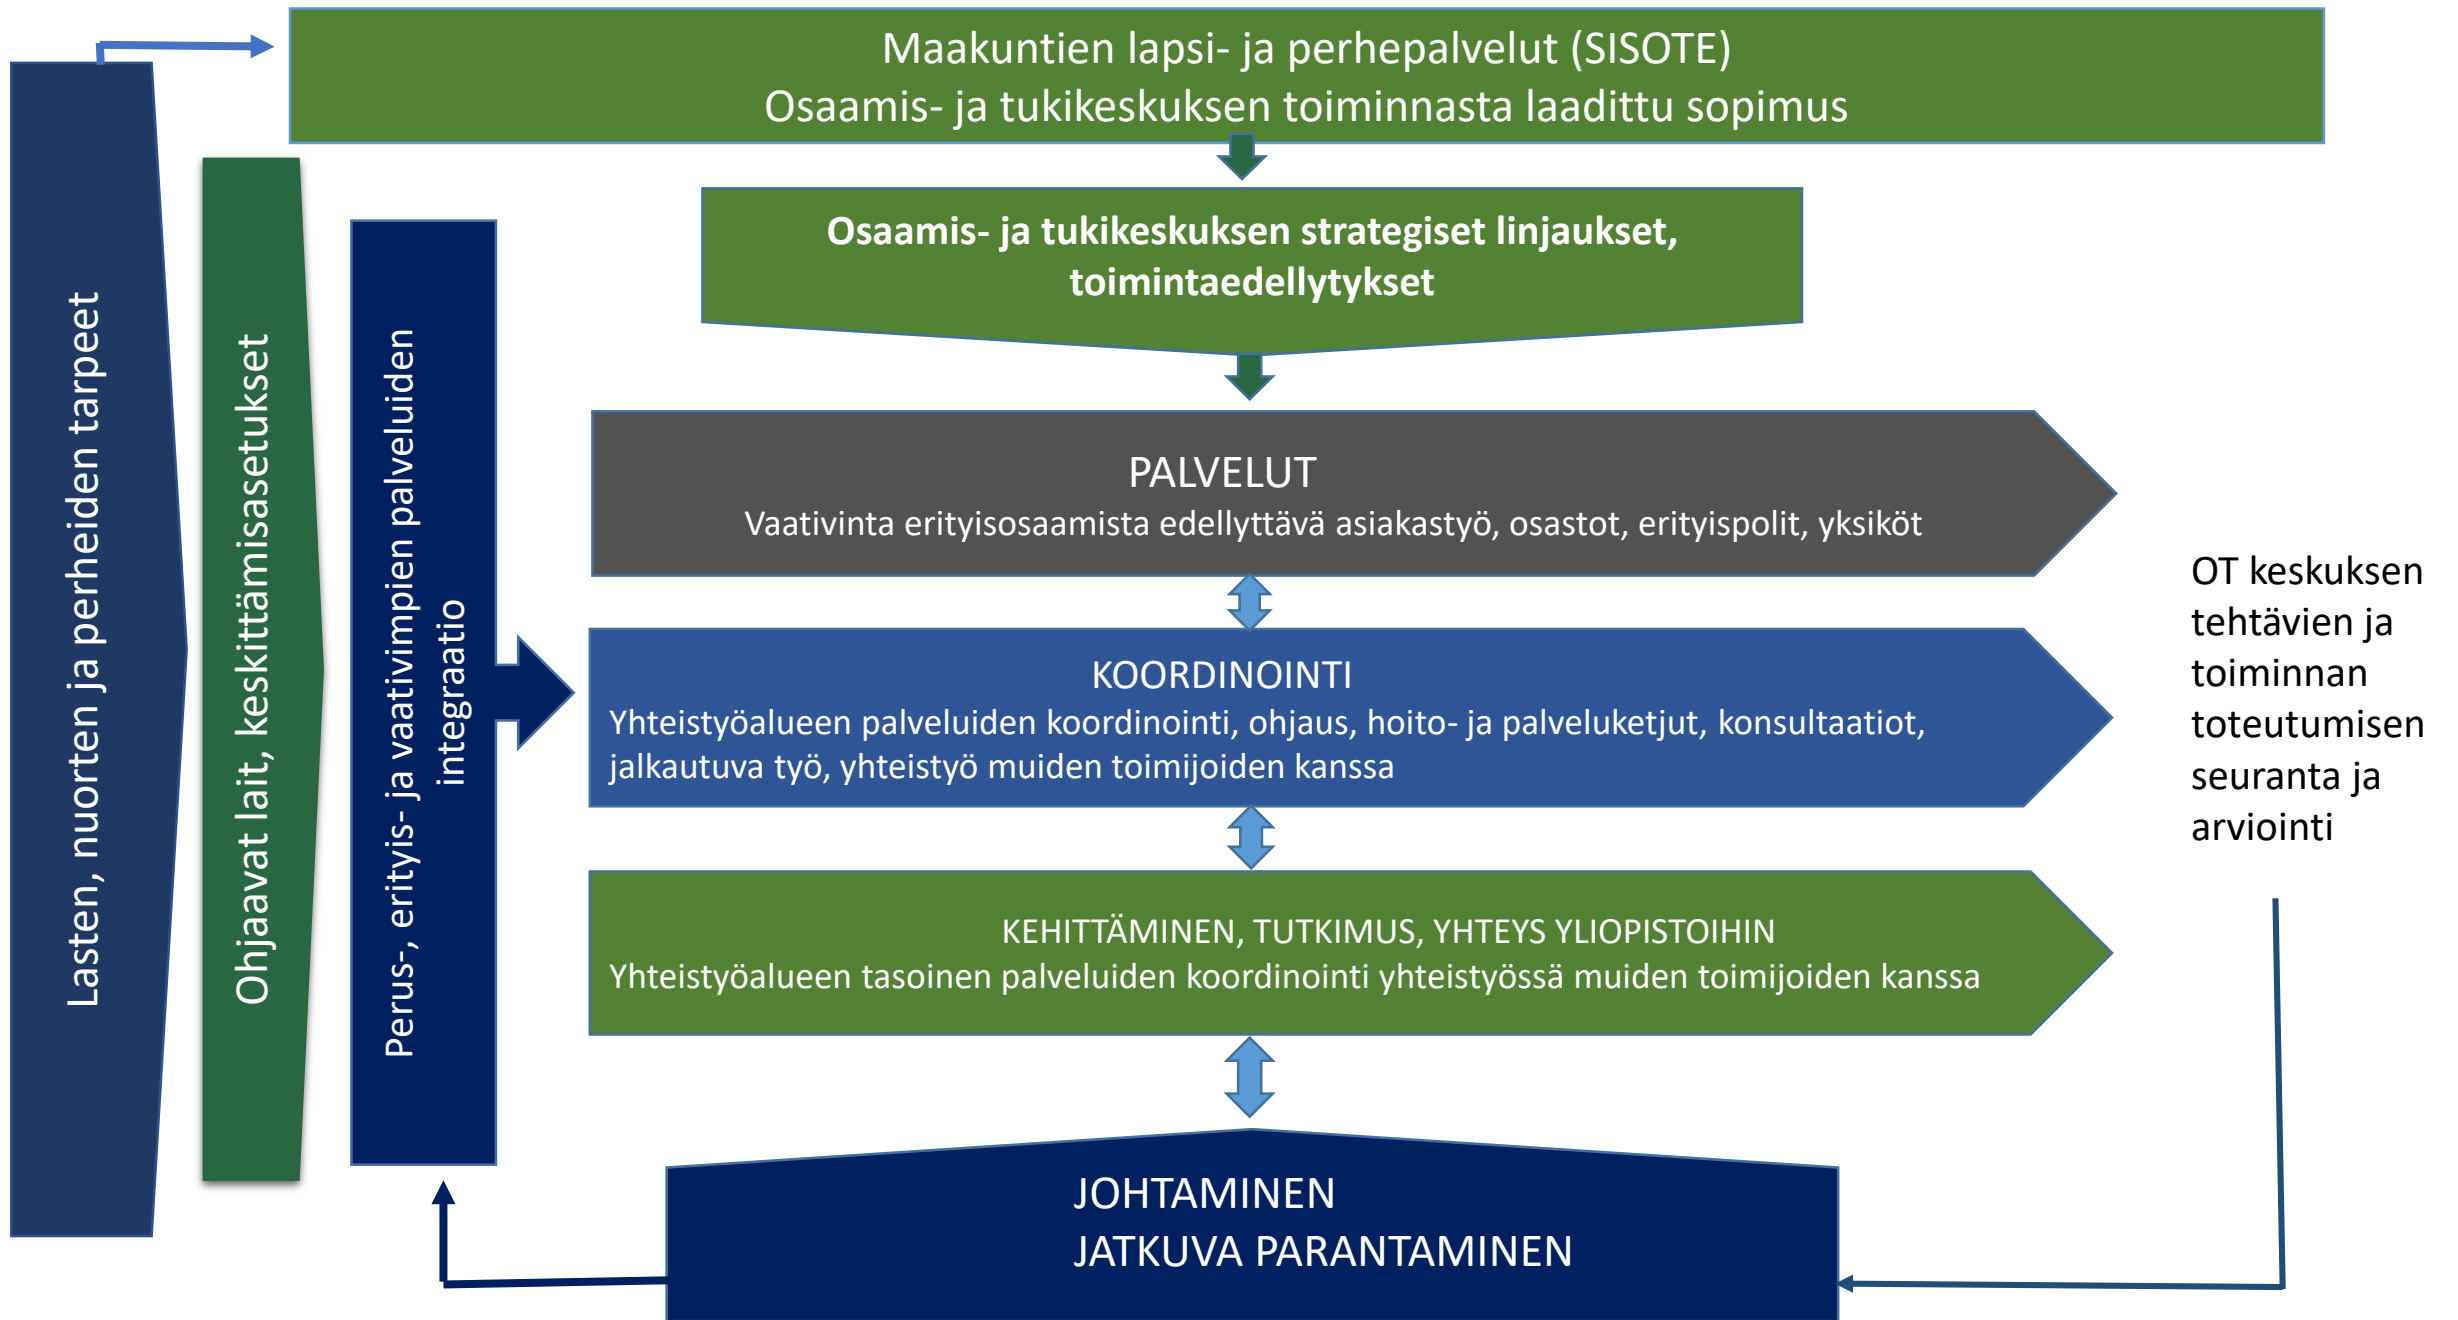 Maakuntien lapsi- ja perhepalvelut (SISOTE)
Osaamis- ja tukikeskuksen toiminnasta laadittu sopimus
Lasten, nuorten ja perheiden tarpeet
Ohjaavat lait, keskittämisasetukset
Perus-, erityis- ja vaativimpien palveluiden
integraatio
Osaamis- ja tukikeskuksen strategiset linjaukset,
toimintaedellytykset
PALVELUT
Vaativinta erityisosaamista edellyttävä asiakastyö, osastot, erityispolit, yksiköt
KOORDINOINTI
Yhteistyöalueen palveluiden koordinointi, ohjaus, hoito- ja palveluketjut, konsultaatiot,
jalkautuva työ, yhteistyö muiden toimijoiden kanssa
KEHITTÄMINEN, TUTKIMUS, YHTEYS YLIOPISTOIHIN
Yhteistyöalueen tasoinen palveluiden koordinointi yhteistyössä muiden toimijoiden kanssa
OT keskuksen
tehtävien ja
toiminnan
toteutumisen
seuranta ja
arviointi
JOHTAMINEN
JATKUVA PARANTAMINEN